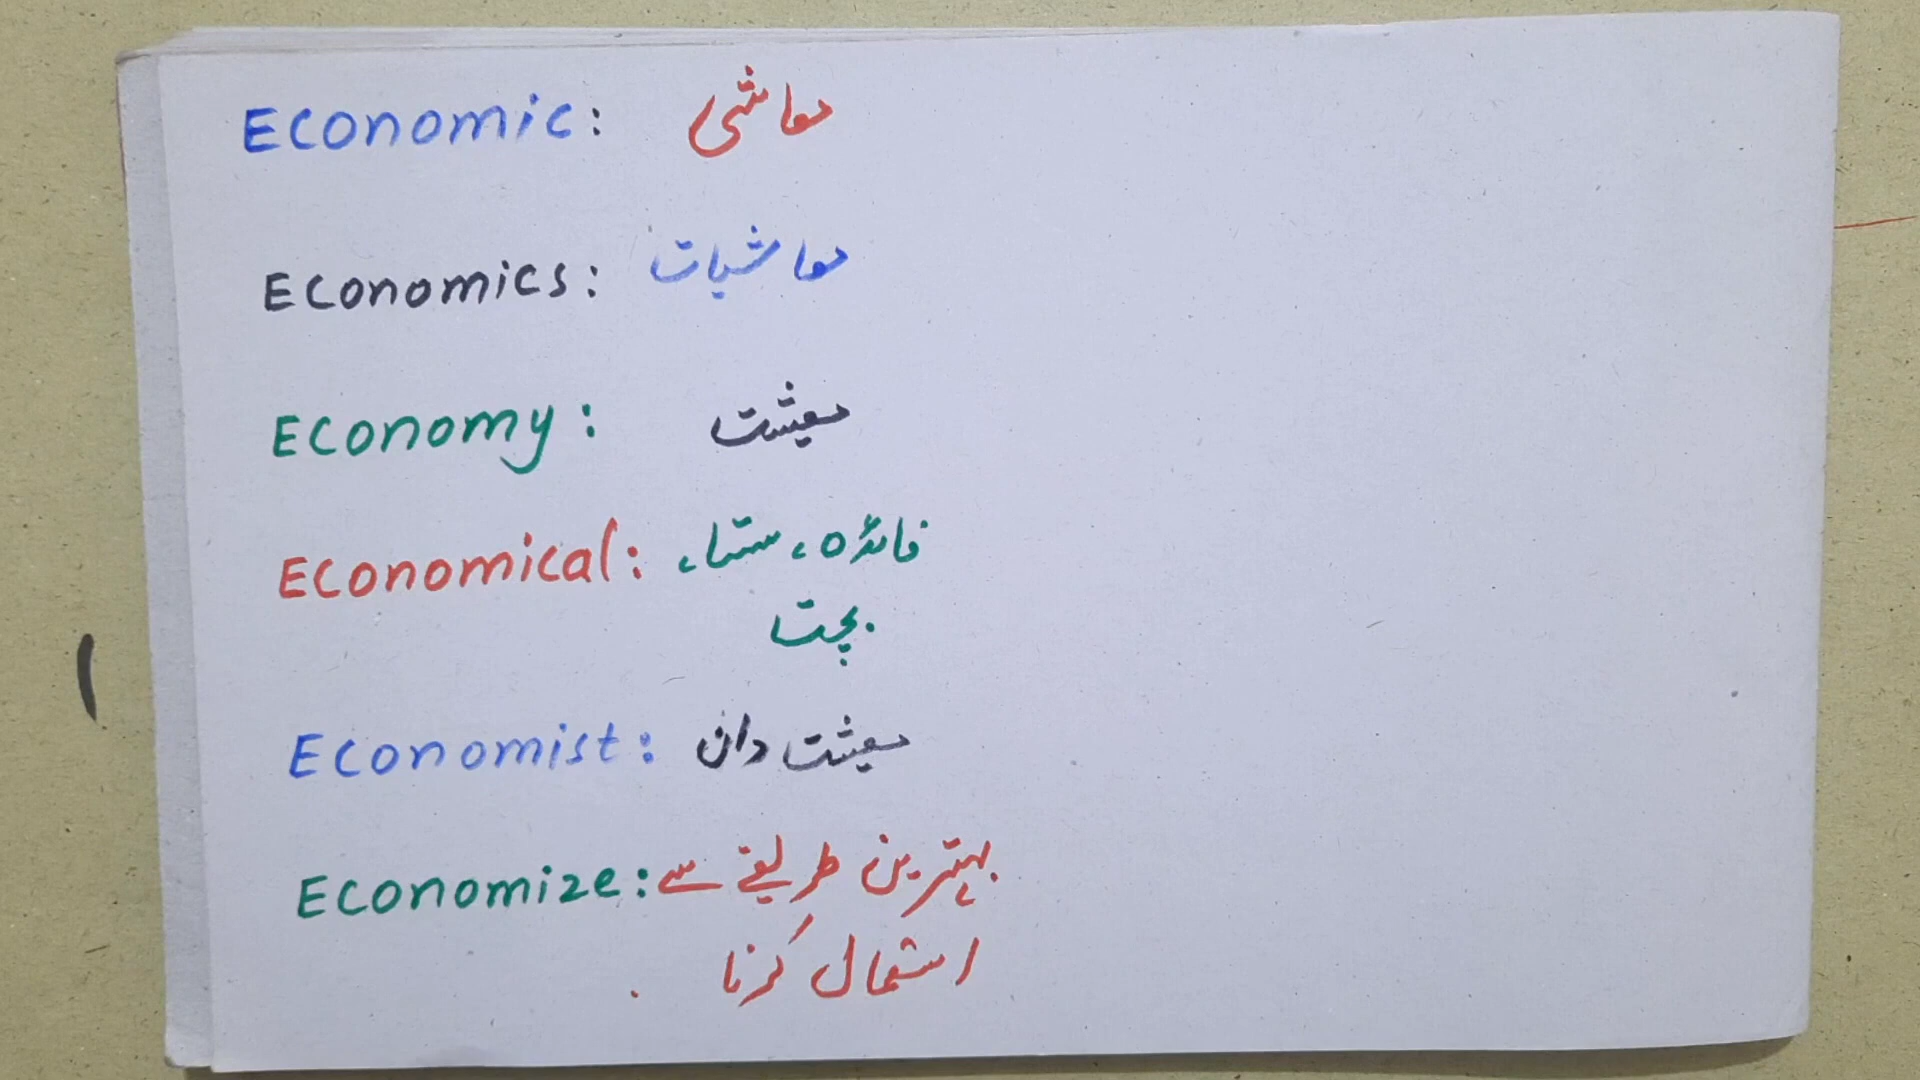 Economic: معاشی
Economics: معاشیات
Economy: معیشت
Economical: فائدہ، سستا،
بچت
Economist: معیشت دان
Economize: بہترین طریقے سے
استعمال کرنا